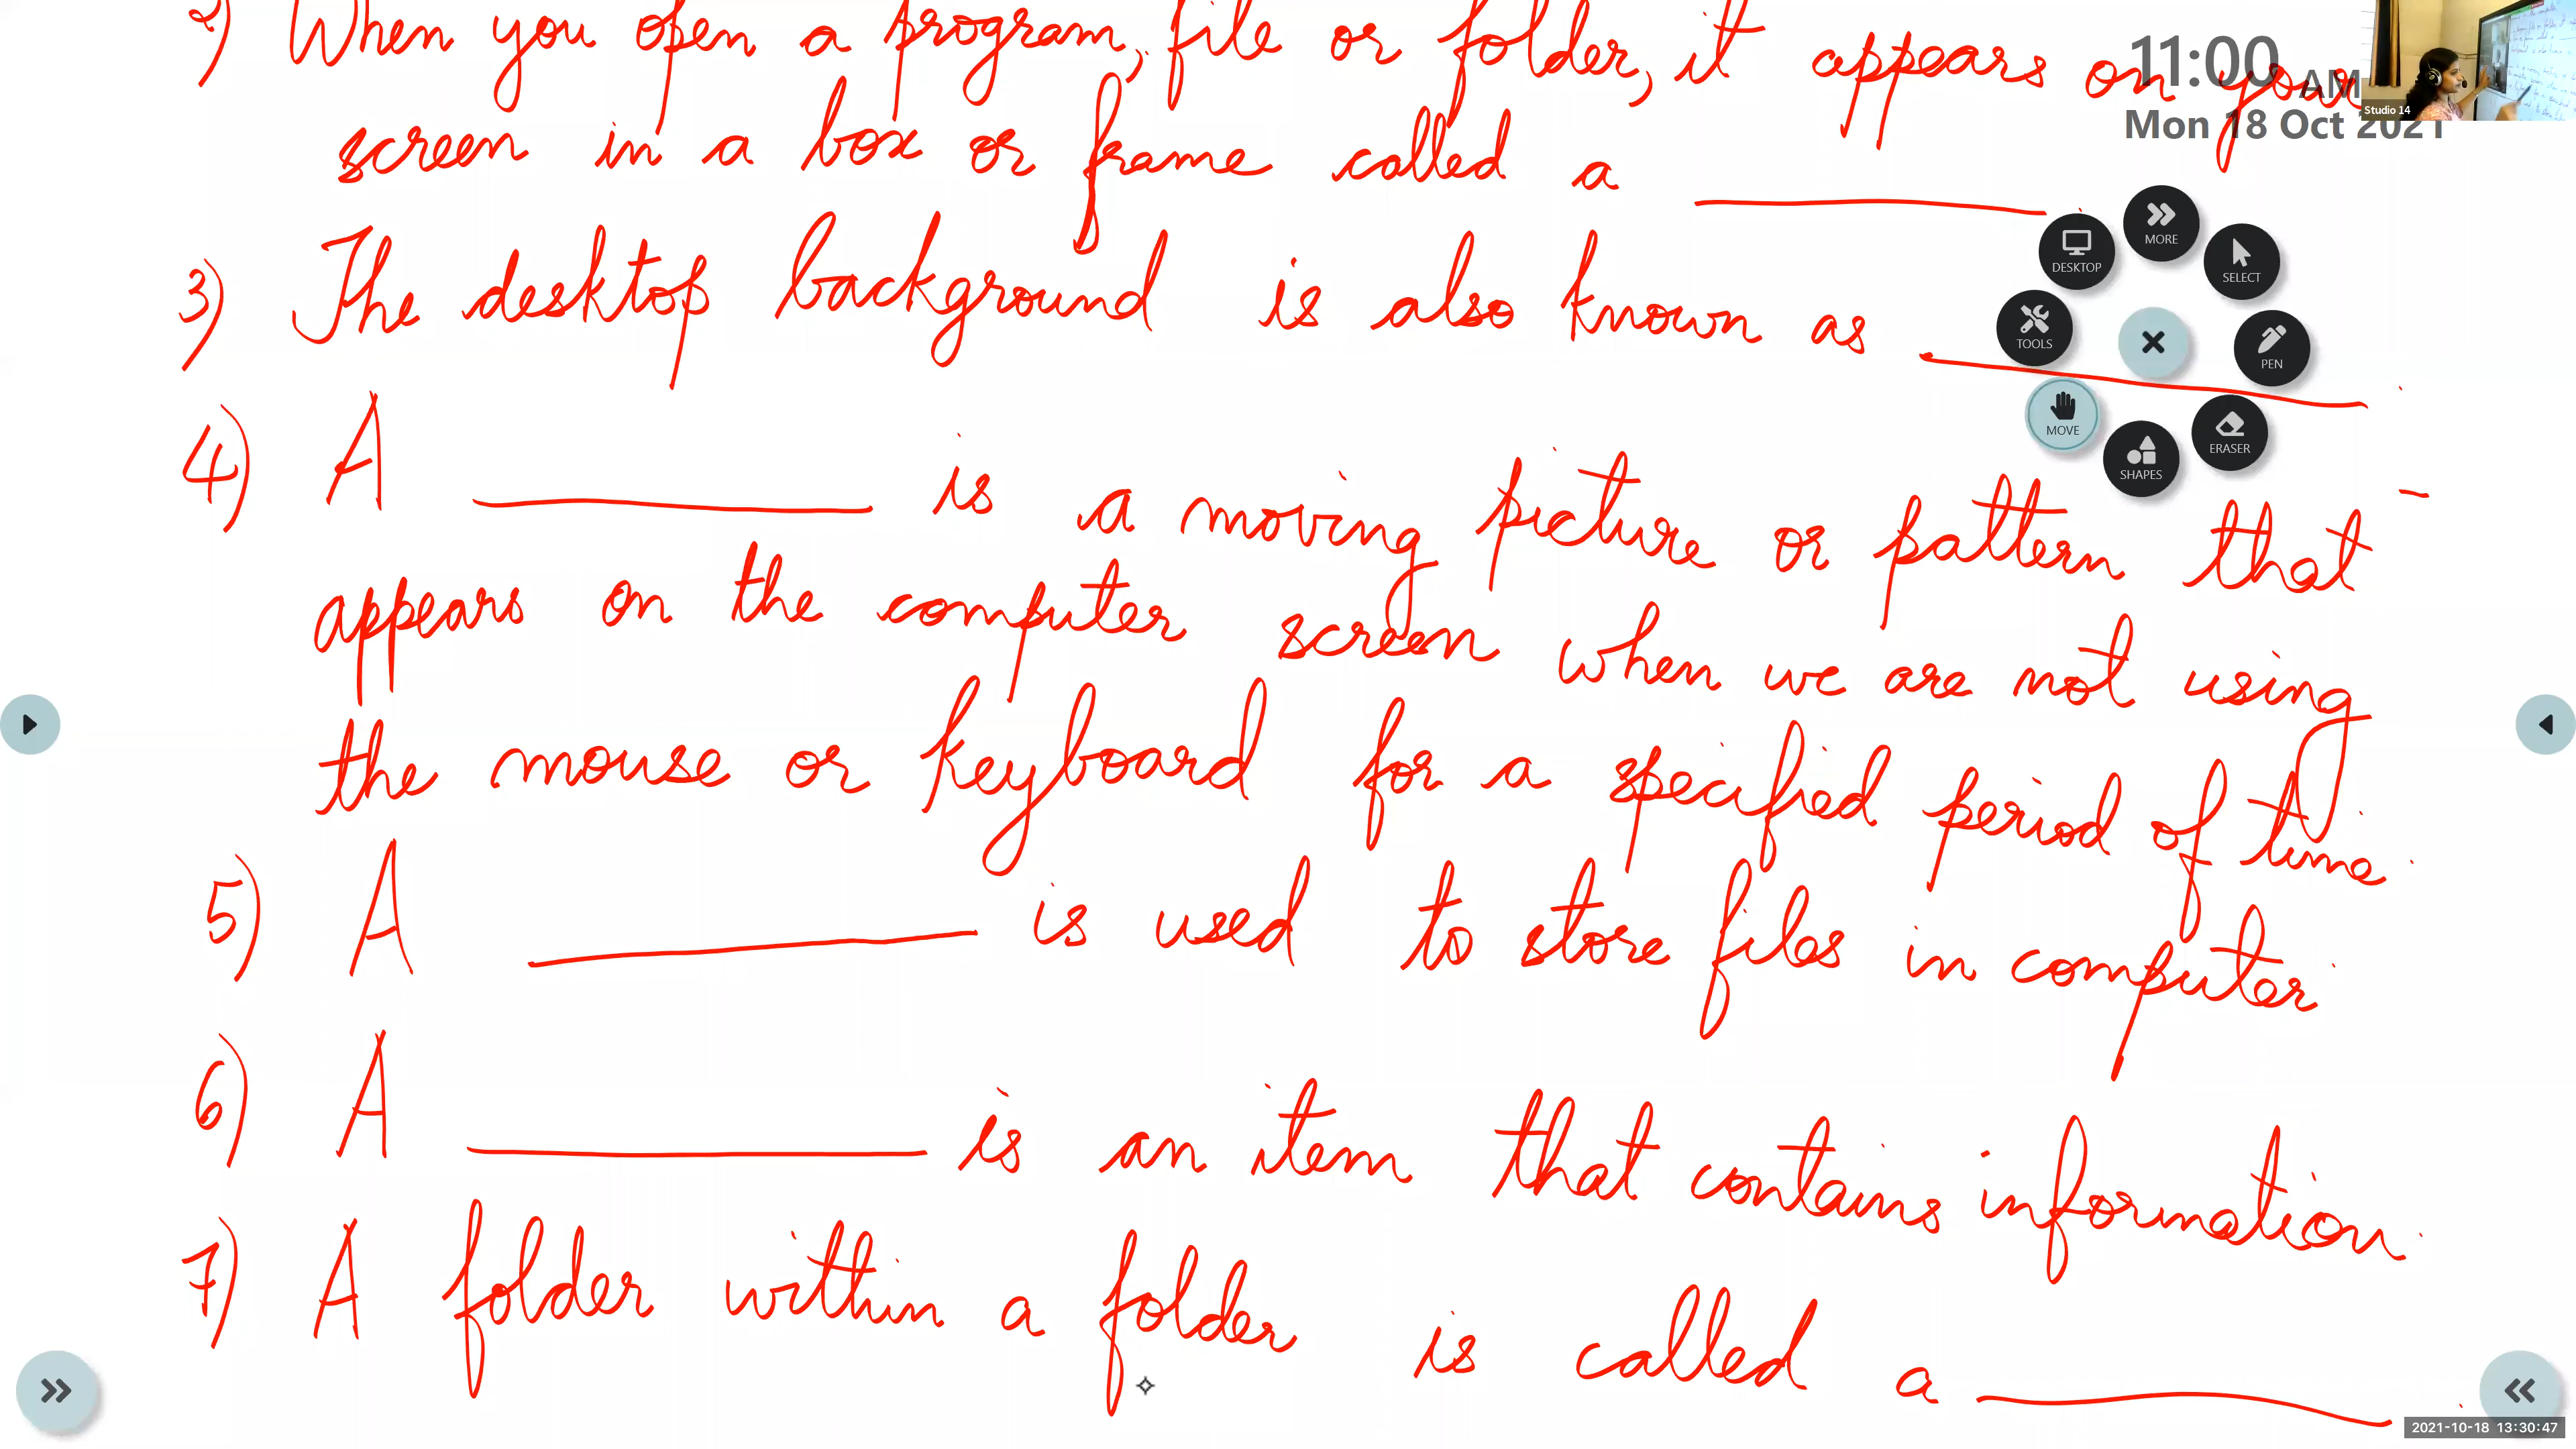 2) When you open a program, file or folder, it appears on your
screen in a box or frame called a ________
3) The desktop background is also known as ________
4) A ________ is a moving picture or pattern that
appears on the computer screen when we are not using
the mouse or keyboard for a specified period of time.
5) A ________ is used to store files in computer.
6) A ________ is an item that contains information.
7) A folder within a folder is called a ________.
11:00 AM
Mon 18 Oct 2021
Studio 14
MORE
DESKTOP
SELECT
TOOLS
PEN
MOVE
ERASER
SHAPES
2021-10-18 13:30:47